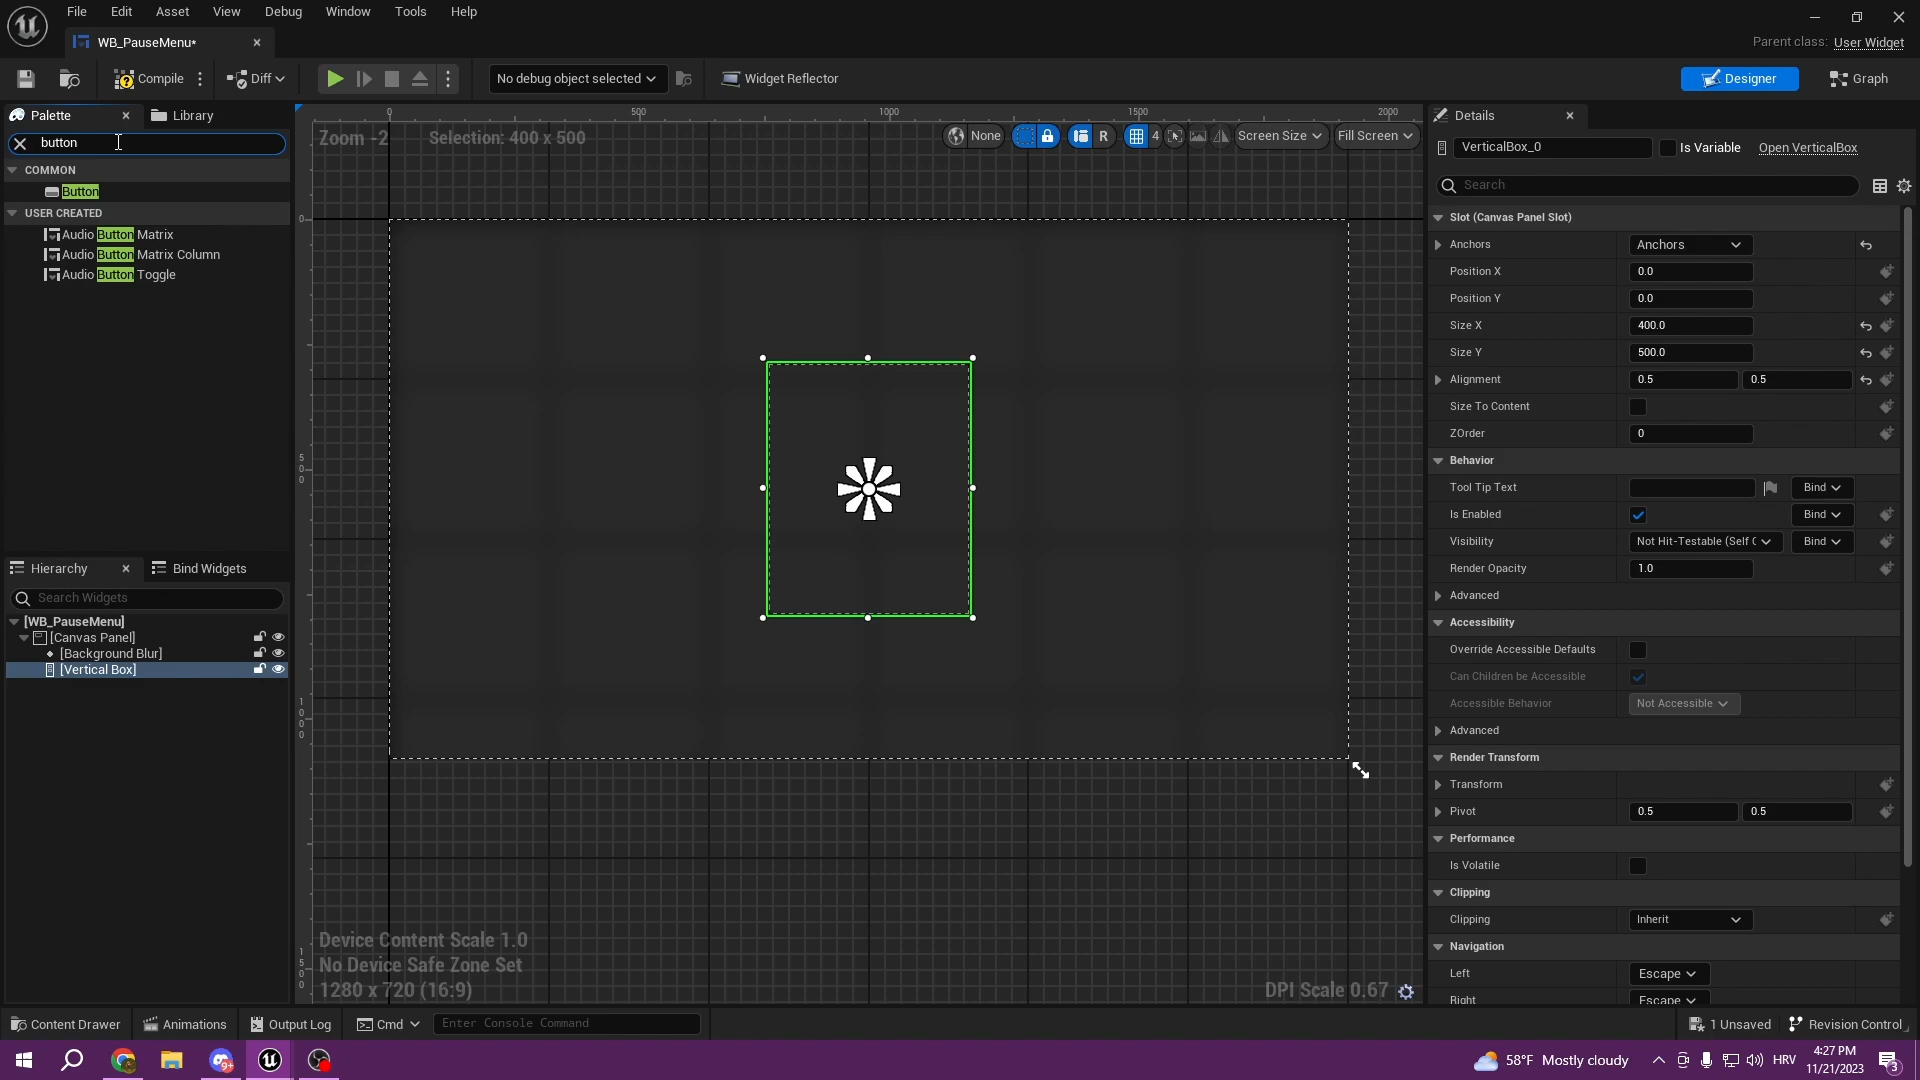 File Edit Asset View Debug Window Tools Help
WB_PauseMenu*
Parent class: User Widget
Compile Diff No debug object selected Widget Reflector Designer Graph
Palette Library
button
COMMON
Button
USER CREATED
Audio Button Matrix
Audio Button Matrix Column
Audio Button Toggle
Hierarchy Bind Widgets
Search Widgets
[WB_PauseMenu]
[Canvas Panel]
[Background Blur]
[Vertical Box]
0 500 1000 1500 2000
Zoom -2 Selection: 400 x 500 None R 4 Screen Size Fill Screen
0
500
1000
1500
Device Content Scale 1.0
No Device Safe Zone Set
1280 x 720 (16:9)
DPI Scale 0.67
Details
VerticalBox_0 Is Variable Open VerticalBox
Search
Slot (Canvas Panel Slot)
Anchors Anchors
Position X 0.0
Position Y 0.0
Size X 400.0
Size Y 500.0
Alignment 0.5 0.5
Size To Content
ZOrder 0
Behavior
Tool Tip Text Bind
Is Enabled Bind
Visibility Not Hit-Testable (Self Bind
Render Opacity 1.0
Advanced
Accessibility
Override Accessible Defaults
Can Children be Accessible
Accessible Behavior Not Accessible
Advanced
Render Transform
Transform
Pivot 0.5 0.5
Performance
Is Volatile
Clipping
Clipping Inherit
Navigation
Left Escape
Right Escape
Content Drawer Animations Output Log Cmd Enter Console Command 1 Unsaved Revision Control
9+ 58°F Mostly cloudy HRV 4:27 PM
11/21/2023 3